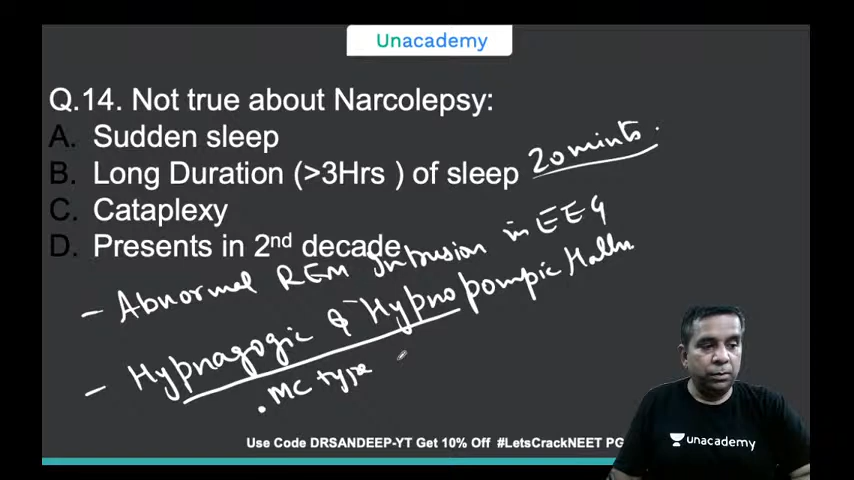 Unacademy
Q.14. Not true about Narcolepsy:
A. Sudden sleep
B. Long Duration (>3Hrs ) of sleep 20 mints.
C. Cataplexy
D. Presents in 2nd decade
- Abnormal REM Intrusion in EEG
- Hypnagogic & Hypnopompic Halln
. MC type
unacademy
Use Code DRSANDEEP-YT Get 10% Off #LetsCrackNEET PG